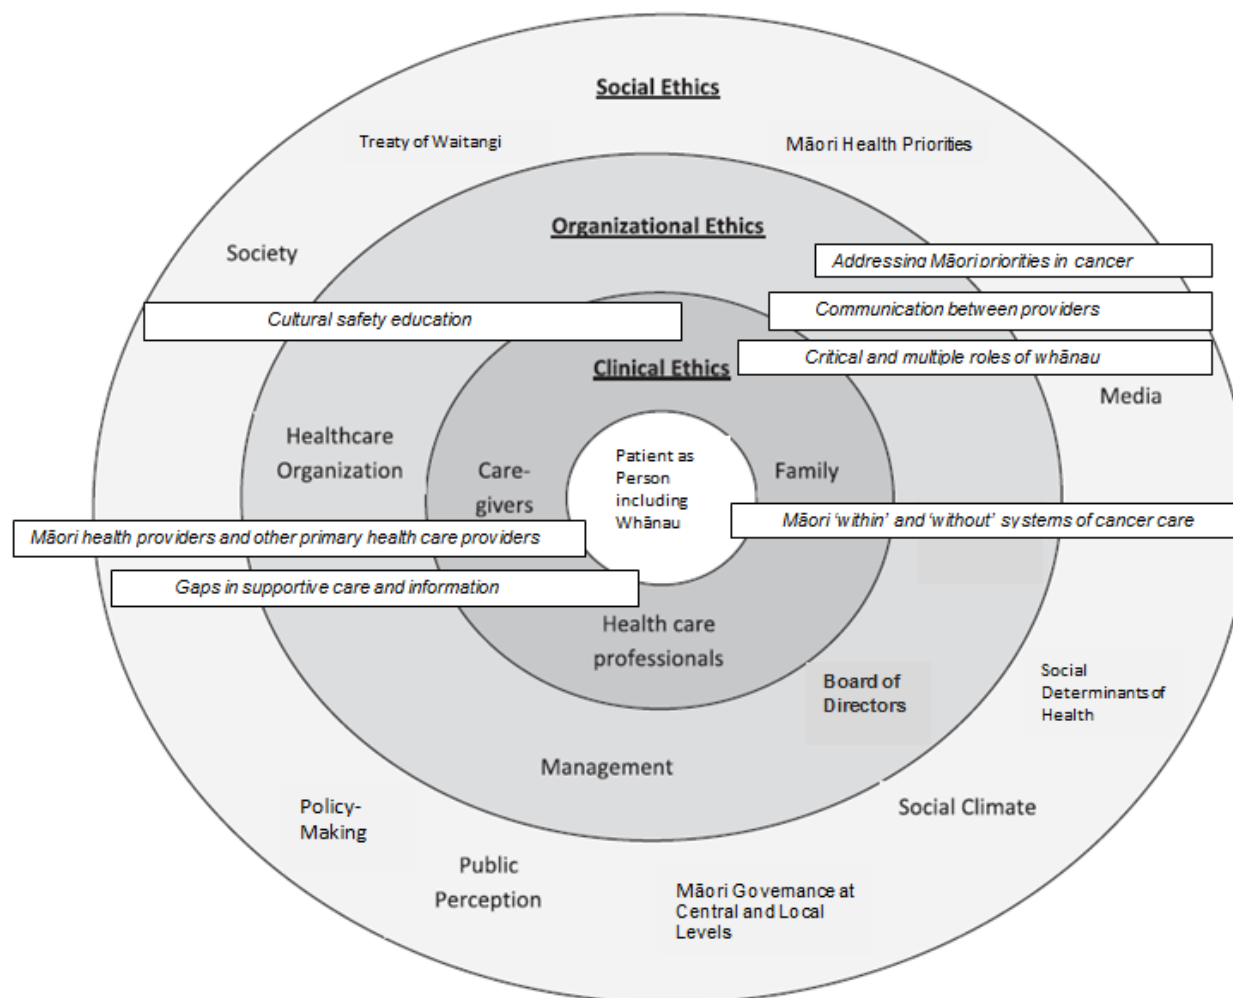 Social Ethics
Treaty of Waitangi
Māori Health Priorities
Organizational Ethics
Society
Addressing Māori priorities in cancer
Communication between providers
Cultural safety education
Critical and multiple roles of whānau
Clinical Ethics
Media
Healthcare
Organization
Care-
givers
Patient as
Person
including
Whānau
Family
Māori 'within' and 'without' systems of cancer care
Māori health providers and other primary health care providers
Gaps in supportive care and information
Health care
professionals
Board of
Directors
Social
Determinants of
Health
Management
Policy-
Making
Social Climate
Public
Perception
Māori Governance at
Central and Local
Levels